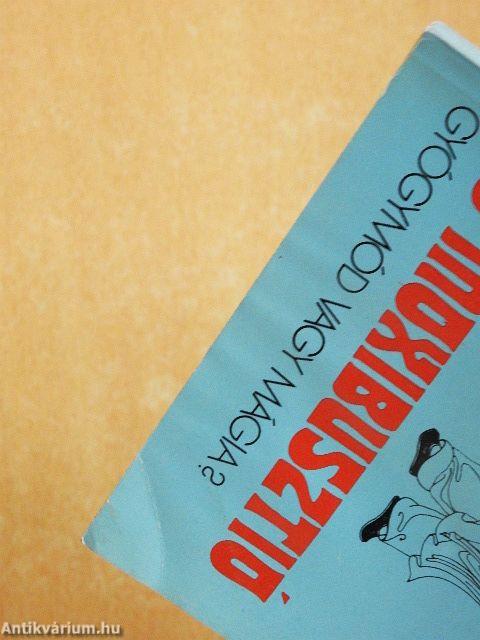 GYÓGYMÓD VAGY MÁGIA?
MOXIBUSZTIÓ
Antikvárium.hu